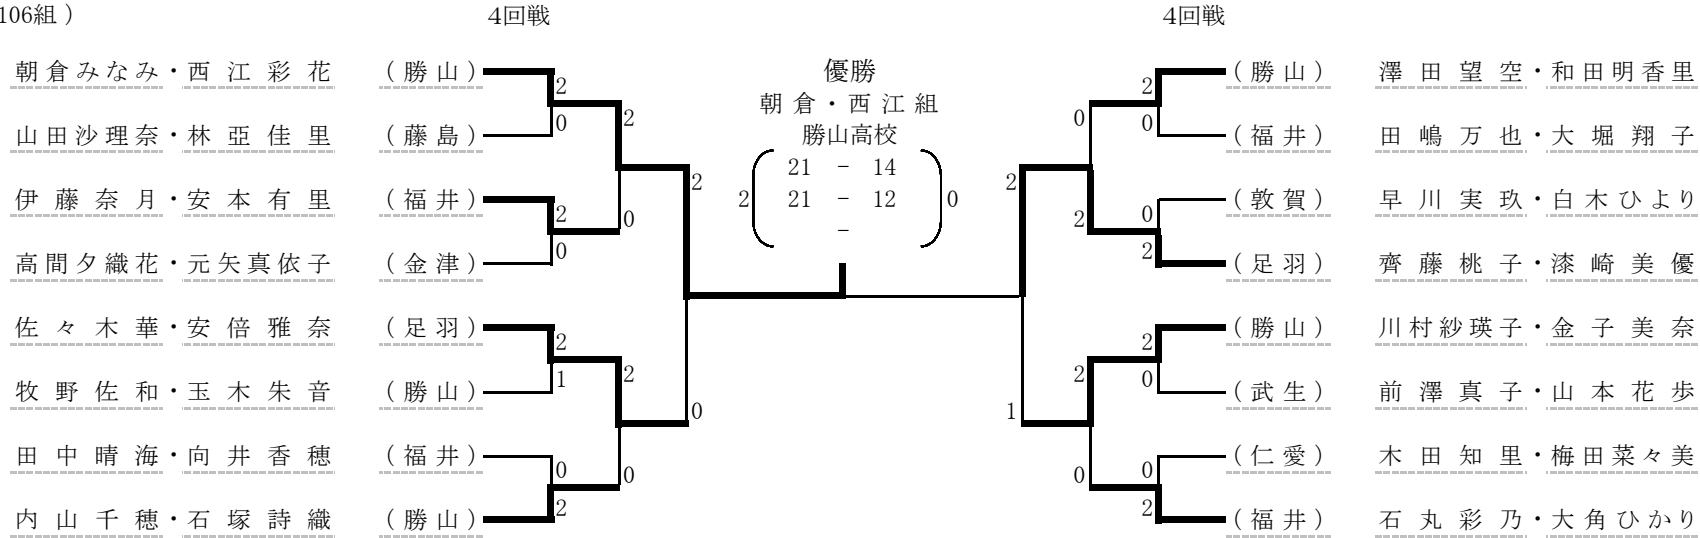 106組）
4回戦 4回戦
朝倉みなみ・西江彩花 （勝山） 2 優勝 2 （勝山） 澤田望空・和田明香里
朝倉・西江組
2 0
山田沙理奈・林亞佳里 （藤島） 0 勝山高校 0 （福井） 田嶋万也・大堀翔子
21 － 14
2 2
伊藤奈月・安本有里 （福井） 2 2 21 － 12 0 0 （敦賀） 早川実玖・白木ひより
0 － 2
高間夕織花・元矢真依子 （金津） 0 2 （足羽） 齊藤桃子・漆崎美優
佐々木華・安倍雅奈 （足羽） 2 2 （勝山） 川村紗瑛子・金子美奈
2 2
牧野佐和・玉木朱音 （勝山） 1 0 （武生） 前澤真子・山本花歩
0 1
田中晴海・向井香穂 （福井） 0 0 （仁愛） 木田知里・梅田菜々美
0 0
内山千穂・石塚詩織 （勝山） 2 2 （福井） 石丸彩乃・大角ひかり